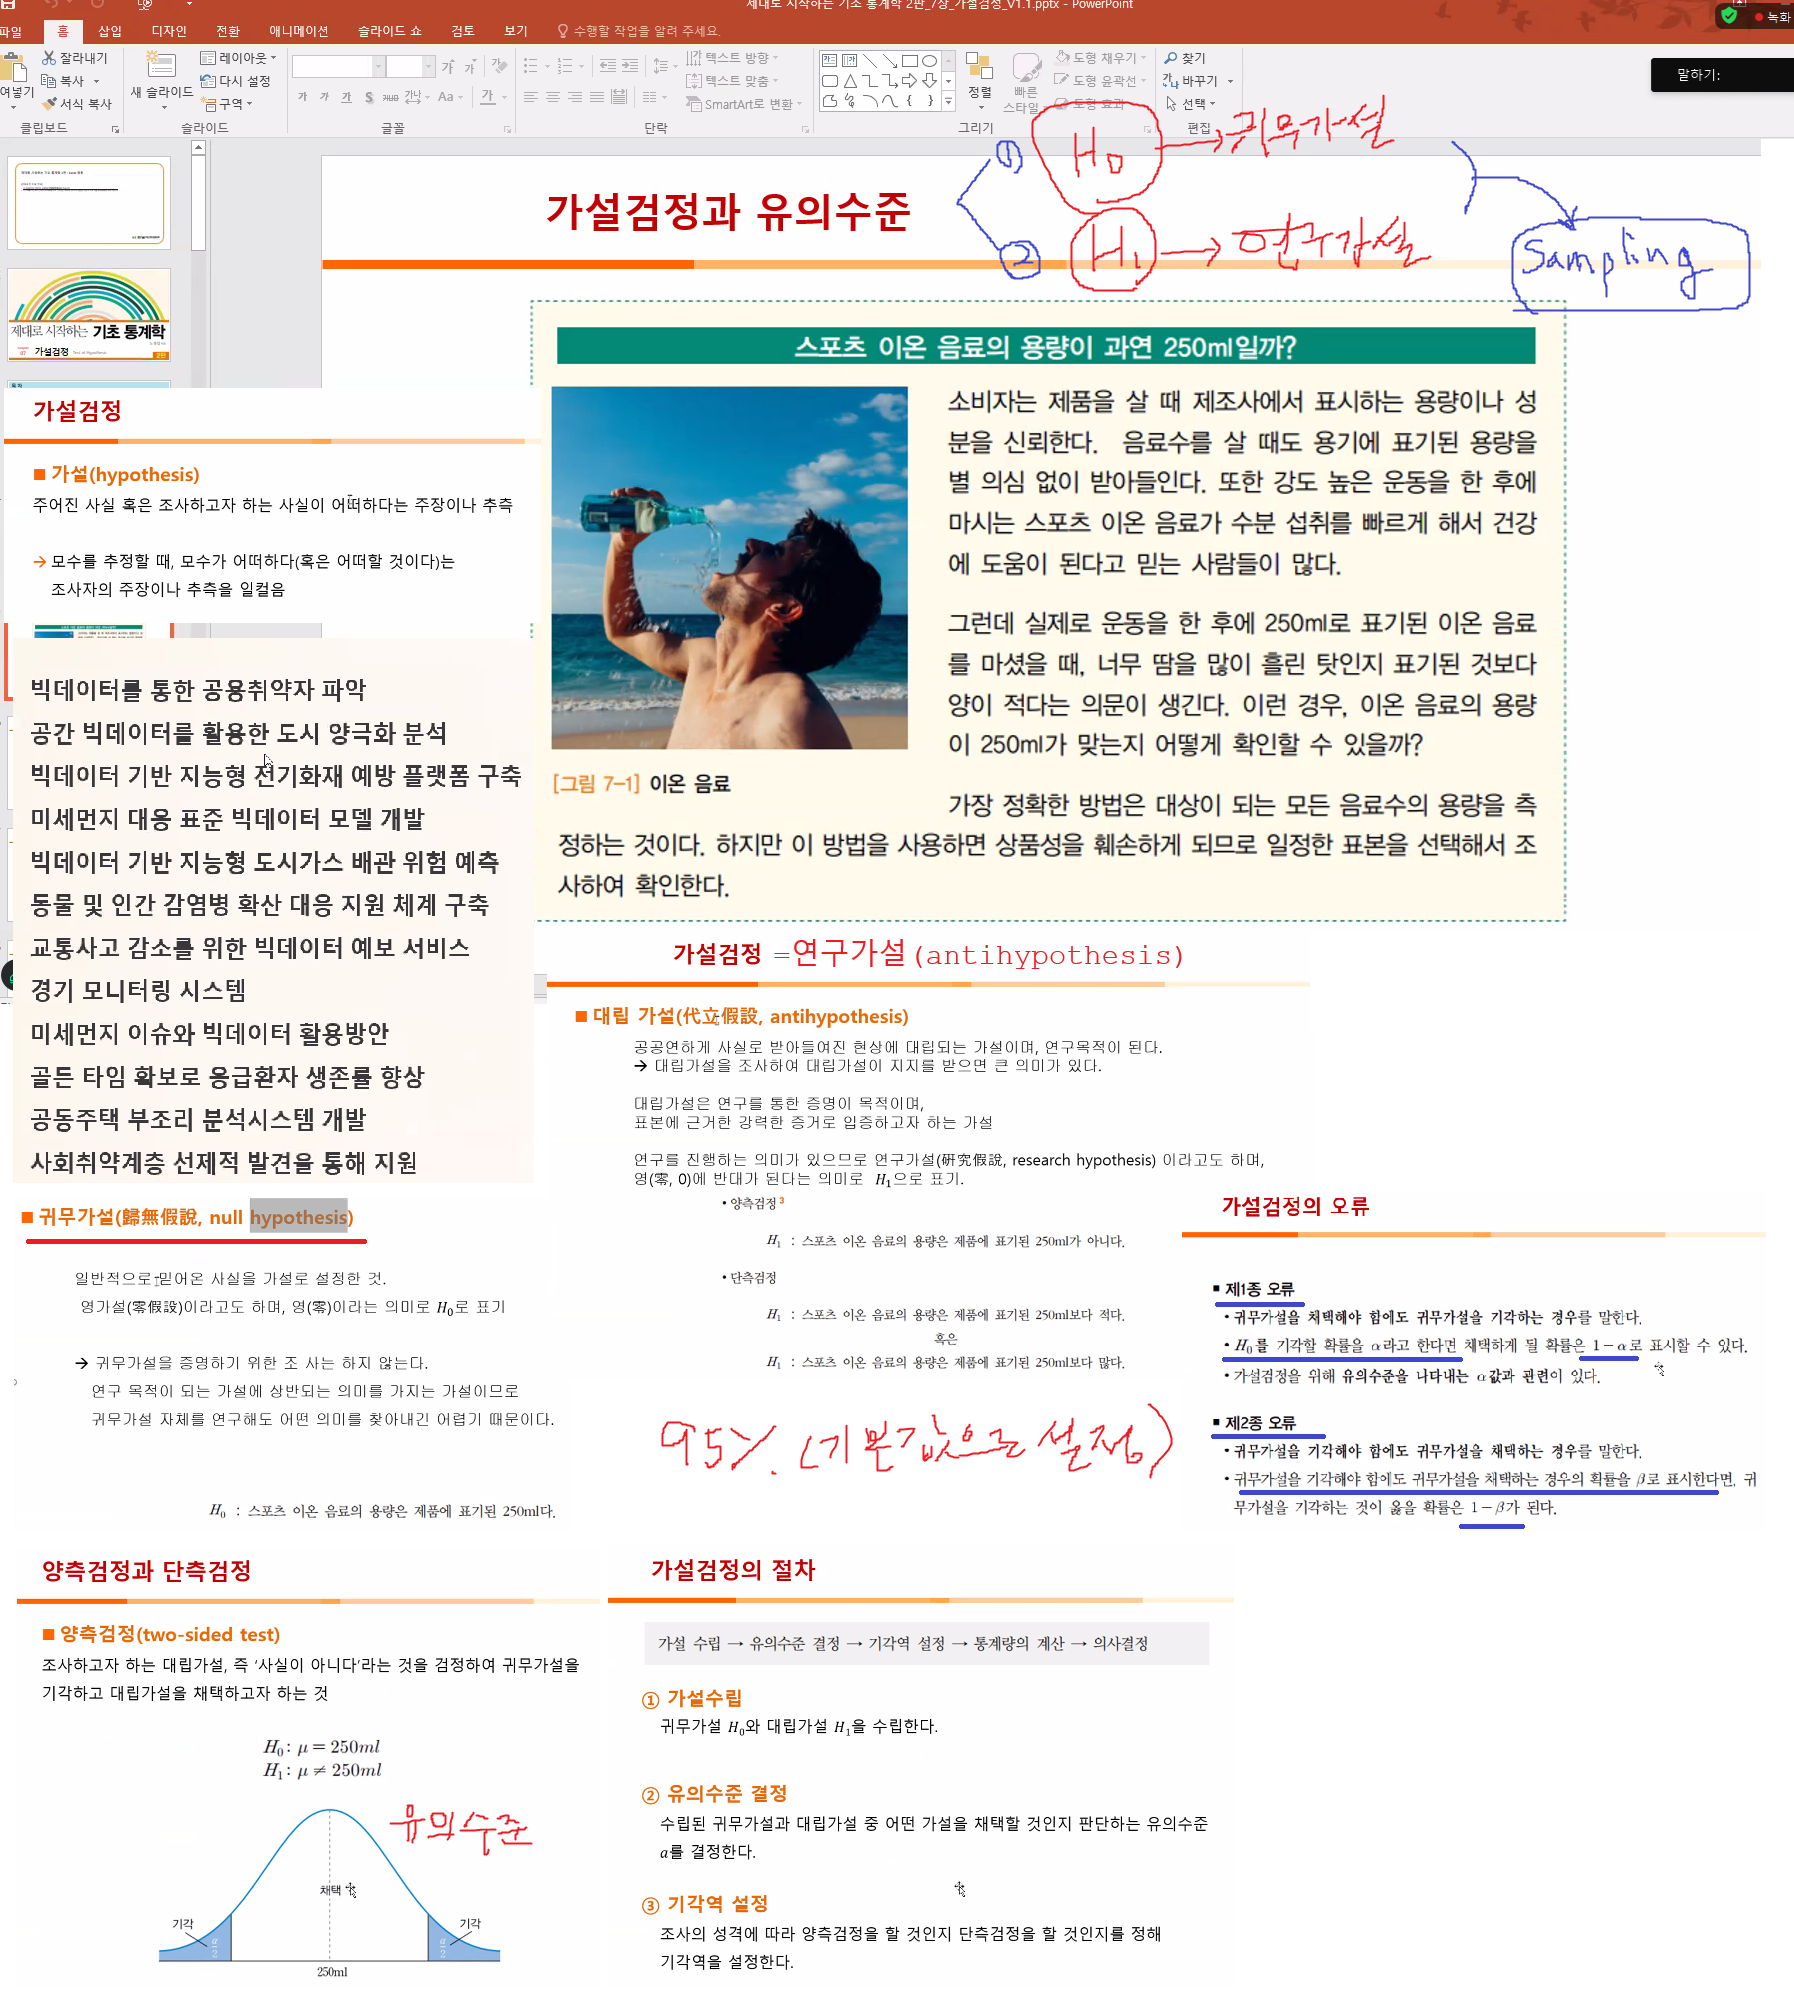 제대로 시작하는 기초 통계학 2판_7장_가설검정_V1.1.pptx - PowerPoint
녹화
파일 홈 삽입 디자인 전환 애니메이션 슬라이드 쇼 검토 보기 수행할 작업을 알려 주세요.
말하기:
잘라내기
복사
서식 복사
여넣기
클립보드
새 슬라이드
레이아웃
다시 설정
구역
슬라이드
가 가 가 S
Aa
글꼴
텍스트 방향
텍스트 맞춤
SmartArt로 변환
단락
정렬
빠른
스타일
도형 채우기
도형 윤곽선
도형 효과
그리기
찾기
바꾸기
선택
편집
① H0 → 귀무가설
② H1 → 연구가설
Sampling
제대로 시작하는 기초 통계학
가설검정
2판
목차
가설검정과 유의수준
스포츠 이온 음료의 용량이 과연 250ml일까?
소비자는 제품을 살 때 제조사에서 표시하는 용량이나 성
분을 신뢰한다. 음료수를 살 때도 용기에 표기된 용량을
별 의심 없이 받아들인다. 또한 강도 높은 운동을 한 후에
마시는 스포츠 이온 음료가 수분 섭취를 빠르게 해서 건강
에 도움이 된다고 믿는 사람들이 많다.
그런데 실제로 운동을 한 후에 250ml로 표기된 이온 음료
를 마셨을 때, 너무 땀을 많이 흘린 탓인지 표기된 것보다
양이 적다는 의문이 생긴다. 이런 경우, 이온 음료의 용량
이 250ml가 맞는지 어떻게 확인할 수 있을까?
[그림 7-1] 이온 음료
가장 정확한 방법은 대상이 되는 모든 음료수의 용량을 측
정하는 것이다. 하지만 이 방법을 사용하면 상품성을 훼손하게 되므로 일정한 표본을 선택해서 조
사하여 확인한다.
가설검정
■ 가설(hypothesis)
주어진 사실 혹은 조사하고자 하는 사실이 어떠하다는 주장이나 추측
→ 모수를 추정할 때, 모수가 어떠하다(혹은 어떠할 것이다)는
조사자의 주장이나 추측을 일컬음
빅데이터를 통한 공용취약자 파악
공간 빅데이터를 활용한 도시 양극화 분석
빅데이터 기반 지능형 전기화재 예방 플랫폼 구축
미세먼지 대응 표준 빅데이터 모델 개발
빅데이터 기반 지능형 도시가스 배관 위험 예측
동물 및 인간 감염병 확산 대응 지원 체계 구축
교통사고 감소를 위한 빅데이터 예보 서비스
경기 모니터링 시스템
미세먼지 이슈와 빅데이터 활용방안
골든 타임 확보로 응급환자 생존률 향상
공동주택 부조리 분석시스템 개발
사회취약계층 선제적 발견을 통해 지원
가설검정 =연구가설(antihypothesis)
■ 대립 가설(代立假設, antihypothesis)
공공연하게 사실로 받아들여진 현상에 대립되는 가설이며, 연구목적이 된다.
→ 대립가설을 조사하여 대립가설이 지지를 받으면 큰 의미가 있다.
대립가설은 연구를 통한 증명이 목적이며,
표본에 근거한 강력한 증거로 입증하고자 하는 가설
연구를 진행하는 의미가 있으므로 연구가설(硏究假說, research hypothesis) 이라고도 하며,
영(零, 0)에 반대가 된다는 의미로 H1으로 표기.
• 양측검정3
H1 : 스포츠 이온 음료의 용량은 제품에 표기된 250ml가 아니다.
• 단측검정
H1 : 스포츠 이온 음료의 용량은 제품에 표기된 250ml보다 적다.
혹은
H1 : 스포츠 이온 음료의 용량은 제품에 표기된 250ml보다 많다.
95% (기본값으로 설정)
■ 귀무가설(歸無假說, null hypothesis)
일반적으로 믿어온 사실을 가설로 설정한 것.
영가설(零假設)이라고도 하며, 영(零)이라는 의미로 H0로 표기
→ 귀무가설을 증명하기 위한 조 사는 하지 않는다.
연구 목적이 되는 가설에 상반되는 의미를 가지는 가설이므로
귀무가설 자체를 연구해도 어떤 의미를 찾아내긴 어렵기 때문이다.
H0 : 스포츠 이온 음료의 용량은 제품에 표기된 250ml다.
가설검정의 오류
■ 제1종 오류
• 귀무가설을 채택해야 함에도 귀무가설을 기각하는 경우를 말한다.
• H0를 기각할 확률을 α라고 한다면 채택하게 될 확률은 1-α로 표시할 수 있다.
• 가설검정을 위해 유의수준을 나타내는 α값과 관련이 있다.
■ 제2종 오류
• 귀무가설을 기각해야 함에도 귀무가설을 채택하는 경우를 말한다.
• 귀무가설을 기각해야 함에도 귀무가설을 채택하는 경우의 확률을 β로 표시한다면, 귀
무가설을 기각하는 것이 옳을 확률은 1-β가 된다.
양측검정과 단측검정
■ 양측검정(two-sided test)
조사하고자 하는 대립가설, 즉 '사실이 아니다'라는 것을 검정하여 귀무가설을
기각하고 대립가설을 채택하고자 하는 것
H0: μ = 250ml
H1: μ ≠ 250ml
유의수준
채택
기각
기각
α/2
α/2
250ml
가설검정의 절차
가설 수립 → 유의수준 결정 → 기각역 설정 → 통계량의 계산 → 의사결정
① 가설수립
귀무가설 H0와 대립가설 H1을 수립한다.
② 유의수준 결정
수립된 귀무가설과 대립가설 중 어떤 가설을 채택할 것인지 판단하는 유의수준
α를 결정한다.
③ 기각역 설정
조사의 성격에 따라 양측검정을 할 것인지 단측검정을 할 것인지를 정해
기각역을 설정한다.